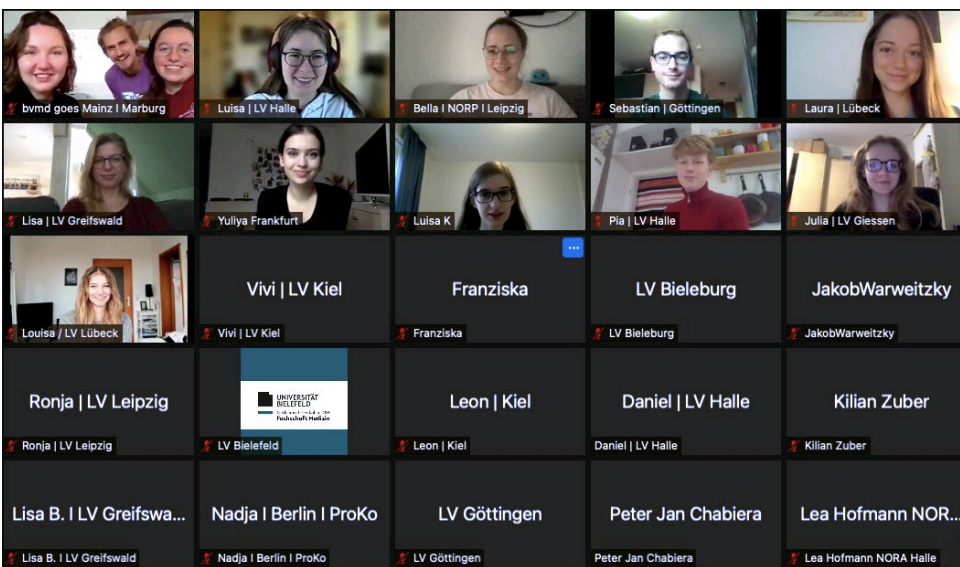 bvmd goes Mainz I Marburg
Luisa | LV Halle
Bella I NORP I Leipzig
Sebastian | Göttingen
Laura | Lübeck
Lisa | LV Greifswald
Yuliya Frankfurt
Luisa K
Pia | LV Halle
Julia | LV Giessen
Louisa / LV Lübeck
Vivi | LV Kiel
Vivi | LV Kiel
Franziska
Franziska
LV Bieleburg
LV Bieleburg
JakobWarweitzky
JakobWarweitzky
Ronja | LV Leipzig
Ronja | LV Leipzig
UNIVERSITÄT
BIELEFELD
Fachschaft Medizin
LV Bielefeld
Leon | Kiel
Leon | Kiel
Daniel | LV Halle
Daniel | LV Halle
Kilian Zuber
Kilian Zuber
Lisa B. I LV Greifswa...
Lisa B. I LV Greifswald
Nadja I Berlin I ProKo
Nadja I Berlin I ProKo
LV Göttingen
LV Göttingen
Peter Jan Chabiera
Peter Jan Chabiera
Lea Hofmann NOR...
Lea Hofmann NORA Halle